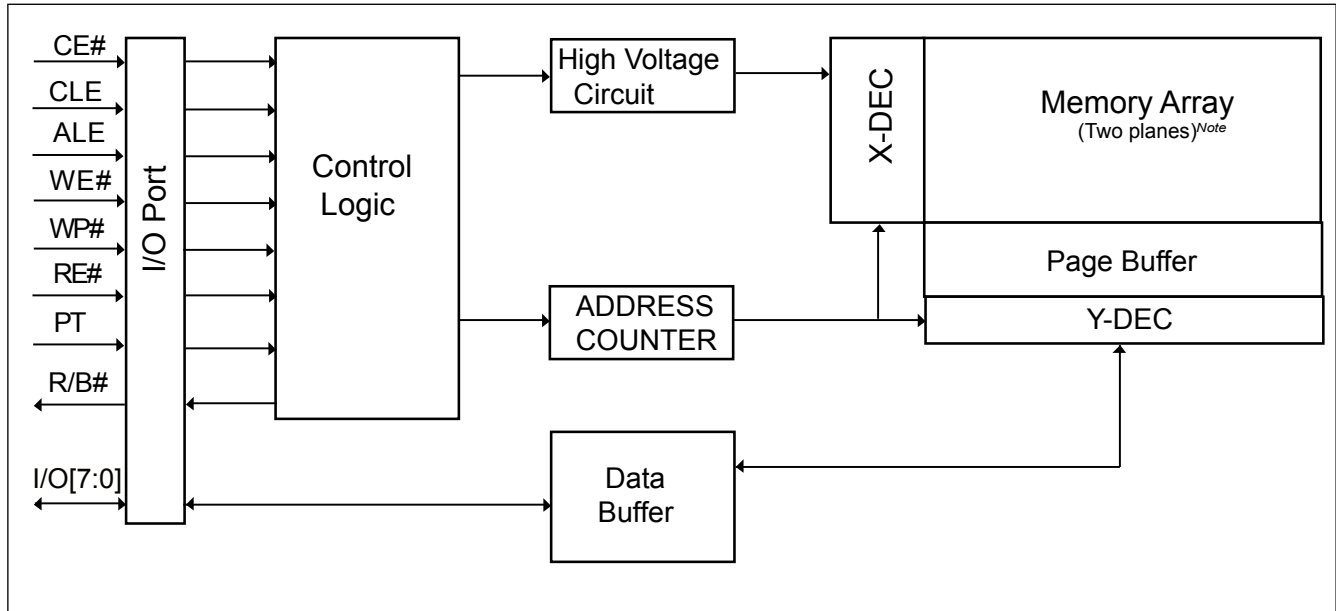 CE#
CLE
ALE
WE#
WP#
RE#
PT
R/B#
I/O[7:0]
I/O Port
Control
Logic
High Voltage
Circuit
ADDRESS
COUNTER
Data
Buffer
X-DEC
Memory Array
(Two planes)Note
Page Buffer
Y-DEC